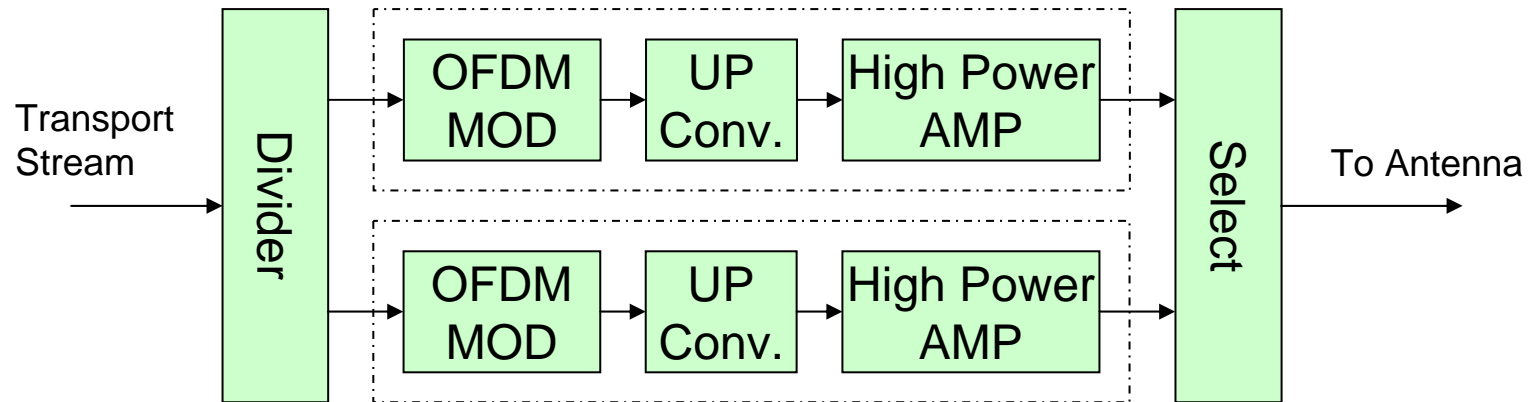 Transport
Stream
Divider
OFDM
MOD
UP
Conv.
High Power
AMP
OFDM
MOD
UP
Conv.
High Power
AMP
Select
To Antenna